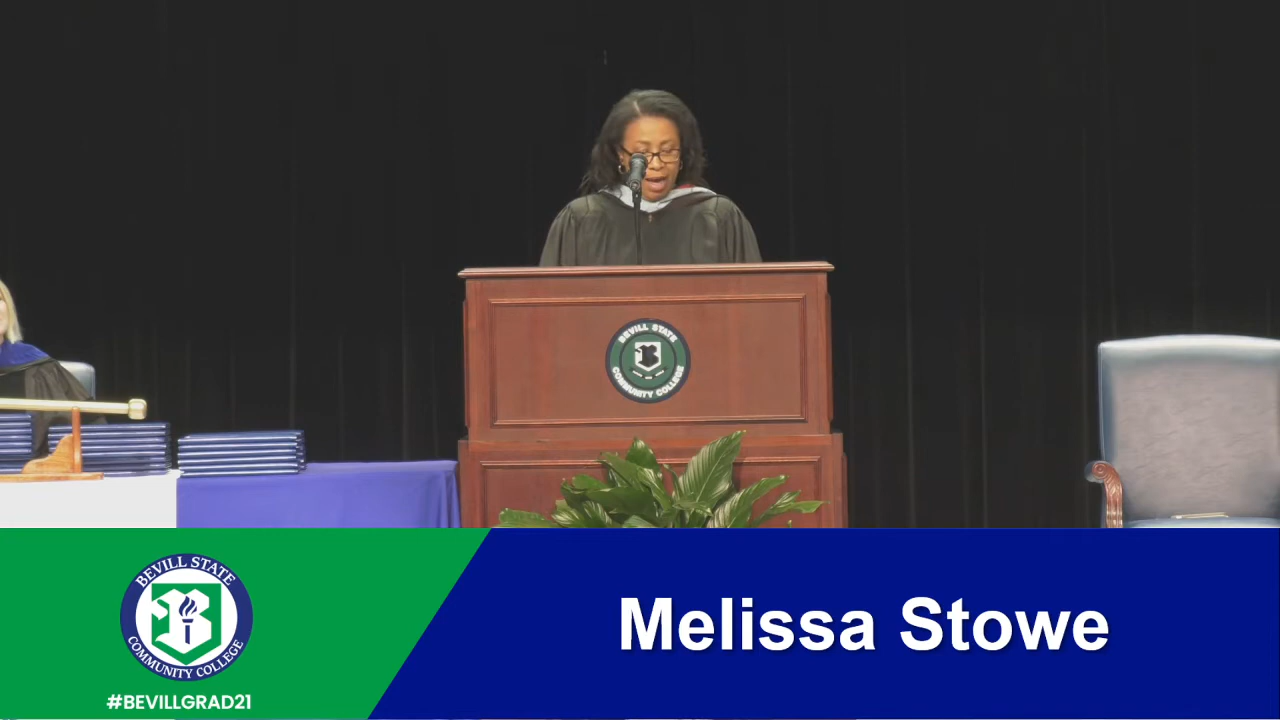 BEVILL STATE
B
COMMUNITY COLLEGE
BEVILL STATE
B
COMMUNITY COLLEGE
#BEVILLGRAD21
Melissa Stowe